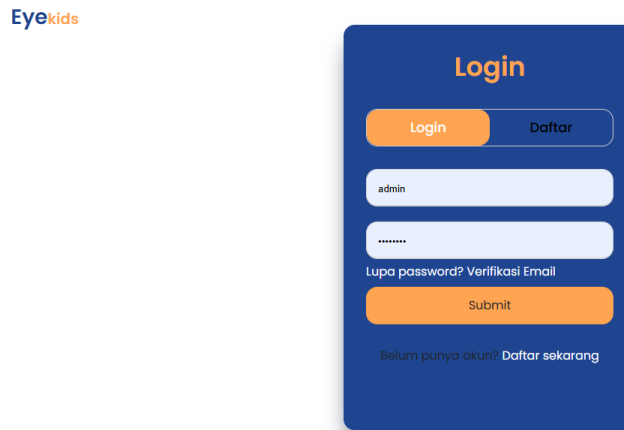 Eyekids
Login
Login Daftar
admin
••••••••
Lupa password? Verifikasi Email
Submit
Belum punya akun? Daftar sekarang